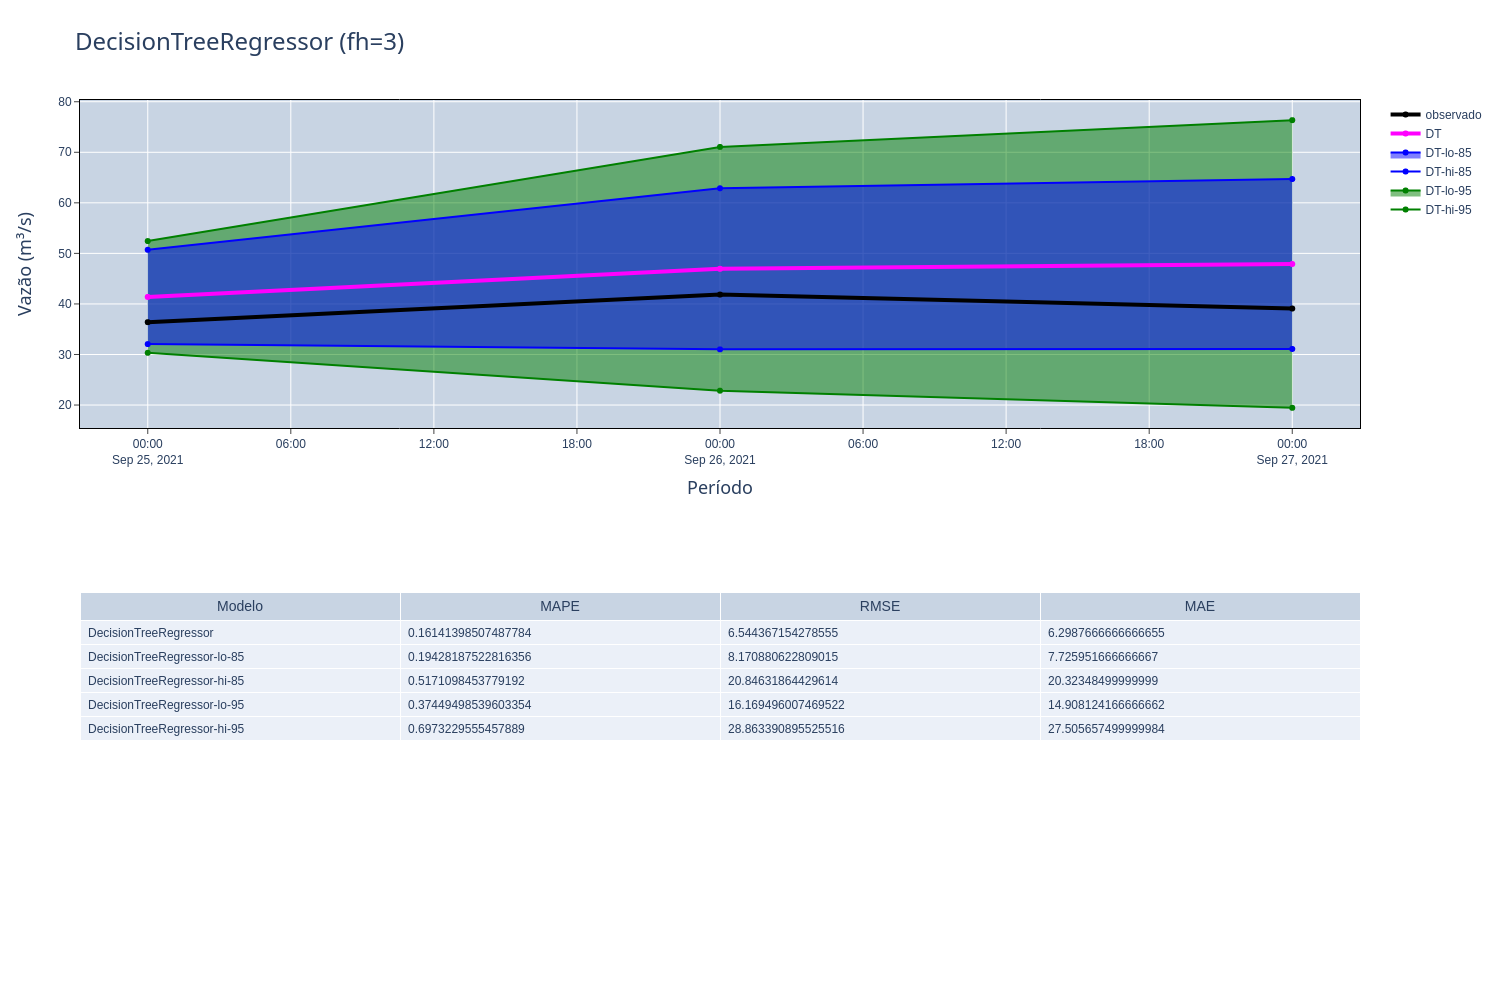 DecisionTreeRegressor (fh=3)
Vazão (m³/s)
80
70
60
50
40
30
20
00:00 06:00 12:00 18:00 00:00 06:00 12:00 18:00 00:00
Sep 25, 2021 Sep 26, 2021 Sep 27, 2021
Período
observado
DT
DT-lo-85
DT-hi-85
DT-lo-95
DT-hi-95
Modelo MAPE RMSE MAE
DecisionTreeRegressor 0.16141398507487784 6.544367154278555 6.2987666666666655
DecisionTreeRegressor-lo-85 0.19428187522816356 8.170880622809015 7.725951666666667
DecisionTreeRegressor-hi-85 0.5171098453779192 20.84631864429614 20.32348499999999
DecisionTreeRegressor-lo-95 0.37449498539603354 16.169496007469522 14.908124166666662
DecisionTreeRegressor-hi-95 0.6973229555457889 28.863390895525516 27.505657499999984